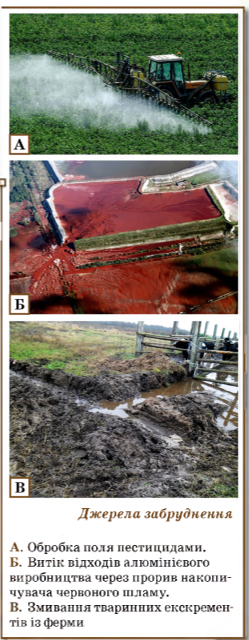 А
Б
В
Джерела забруднення
А. Обробка поля пестицидами.
Б. Витік відходів алюмінієвого
виробництва через прорив накопи-
чувача червоного шламу.
В. Змивання тваринних екскремен-
тів із ферми